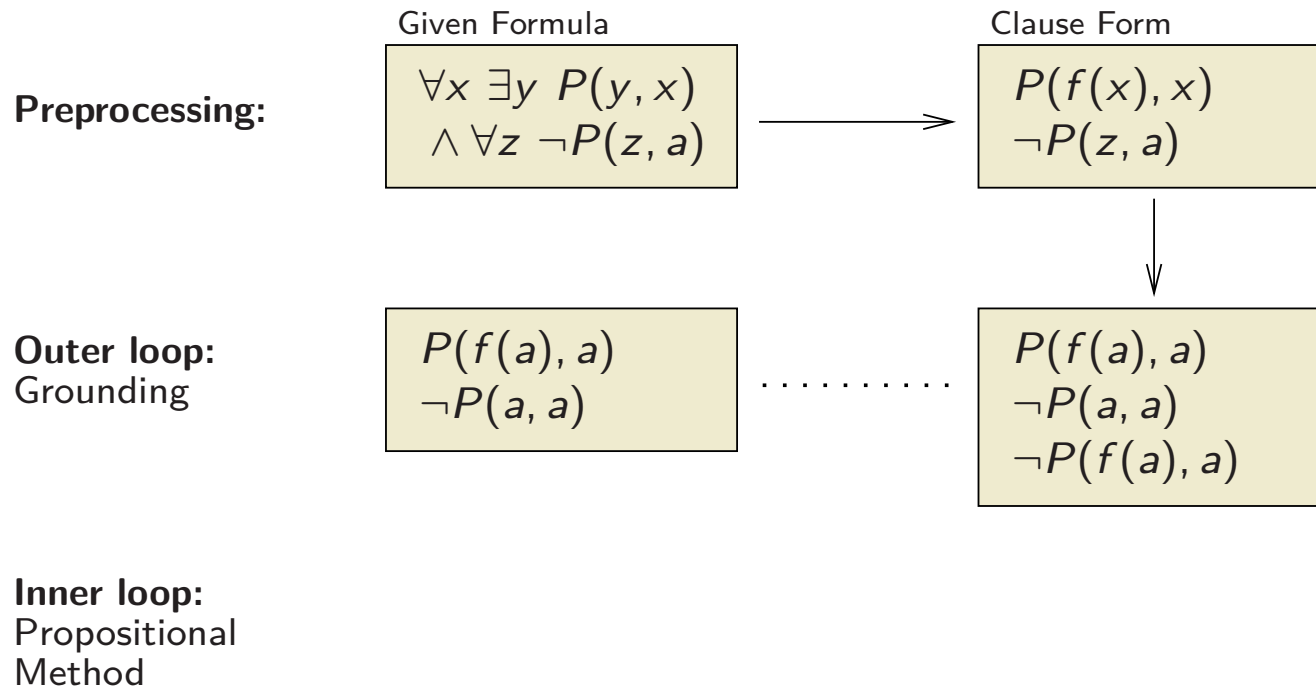 Given Formula
Clause Form
Preprocessing:
∀x ∃y P(y, x)
∧ ∀z ¬P(z, a)
P(f(x), x)
¬P(z, a)
Outer loop:
Grounding
P(f(a), a)
¬P(a, a)
. . . . . . . . . .
P(f(a), a)
¬P(a, a)
¬P(f(a), a)
Inner loop:
Propositional
Method